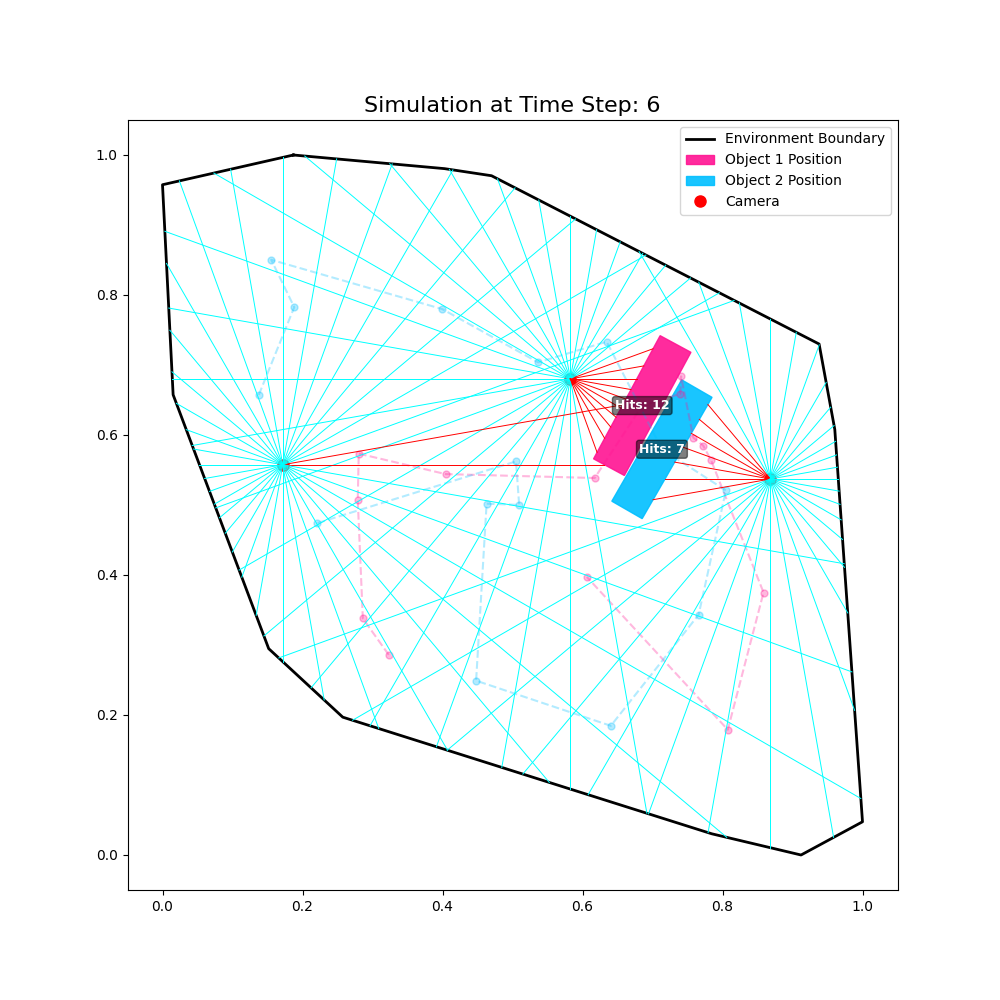 Simulation at Time Step: 6
Environment Boundary
Object 1 Position
Object 2 Position
Camera
Hits: 12
Hits: 7
1.0
0.8
0.6
0.4
0.2
0.0
0.0 0.2 0.4 0.6 0.8 1.0